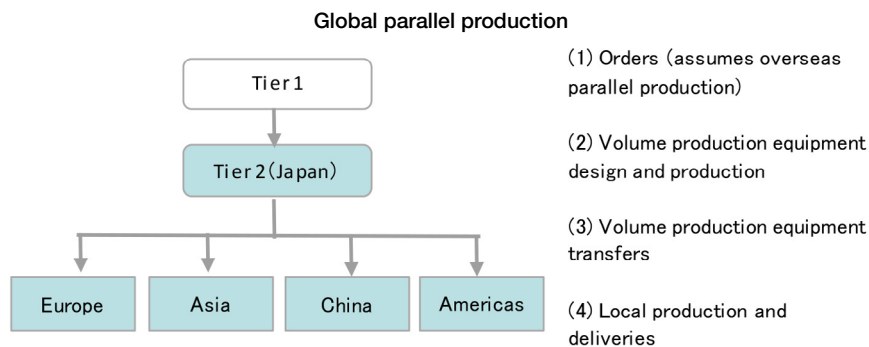 Global parallel production
Tier1
Tier2(Japan)
Europe
Asia
China
Americas
(1) Orders (assumes overseas
parallel production)
(2) Volume production equipment
design and production
(3) Volume production equipment
transfers
(4) Local production and
deliveries